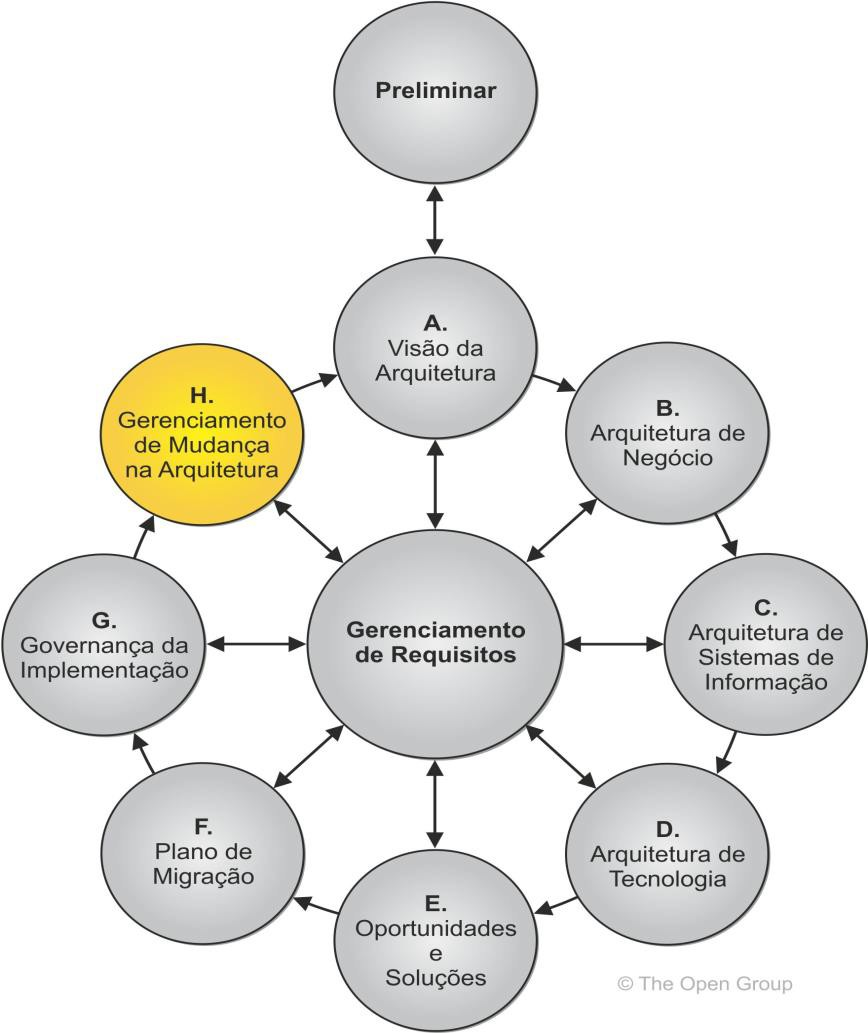 Preliminar
A.
Visão da
Arquitetura
B.
Arquitetura de
Negócio
C.
Arquitetura de
Sistemas de
Informação
D.
Arquitetura de
Tecnologia
E.
Oportunidades
e
Soluções
F.
Plano de
Migração
G.
Governança da
Implementação
H.
Gerenciamento
de Mudança
na Arquitetura
Gerenciamento
de Requisitos
© The Open Group